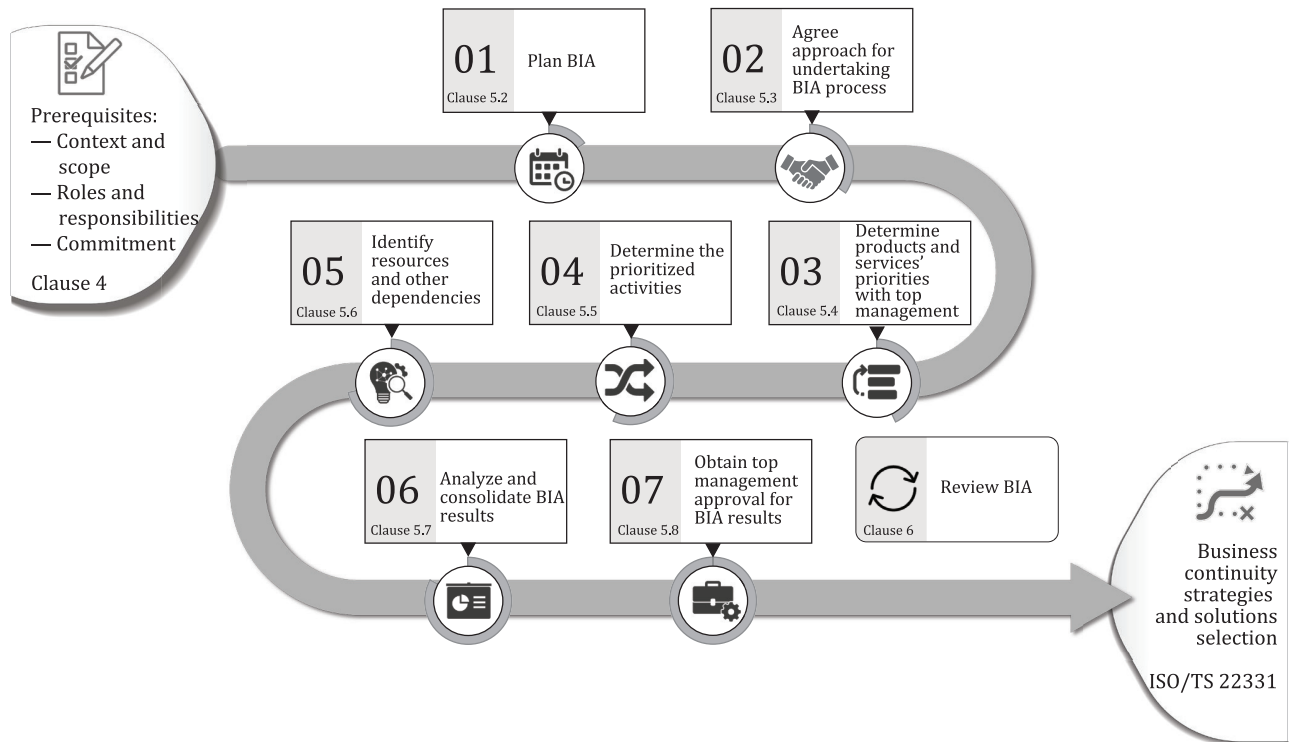 Prerequisites:
— Context and
scope
— Roles and
responsibilities
— Commitment
Clause 4
01
Clause 5.2
Plan BIA
02
Clause 5.3
Agree
approach for
undertaking
BIA process
03
Clause 5.4
Determine
products and
services’
priorities
with top
management
04
Clause 5.5
Determine the
prioritized
activities
05
Clause 5.6
Identify
resources
and other
dependencies
06
Clause 5.7
Analyze and
consolidate BIA
results
07
Clause 5.8
Obtain top
management
approval for
BIA results
Clause 6
Review BIA
Business
continuity
strategies
and solutions
selection
ISO/TS 22331